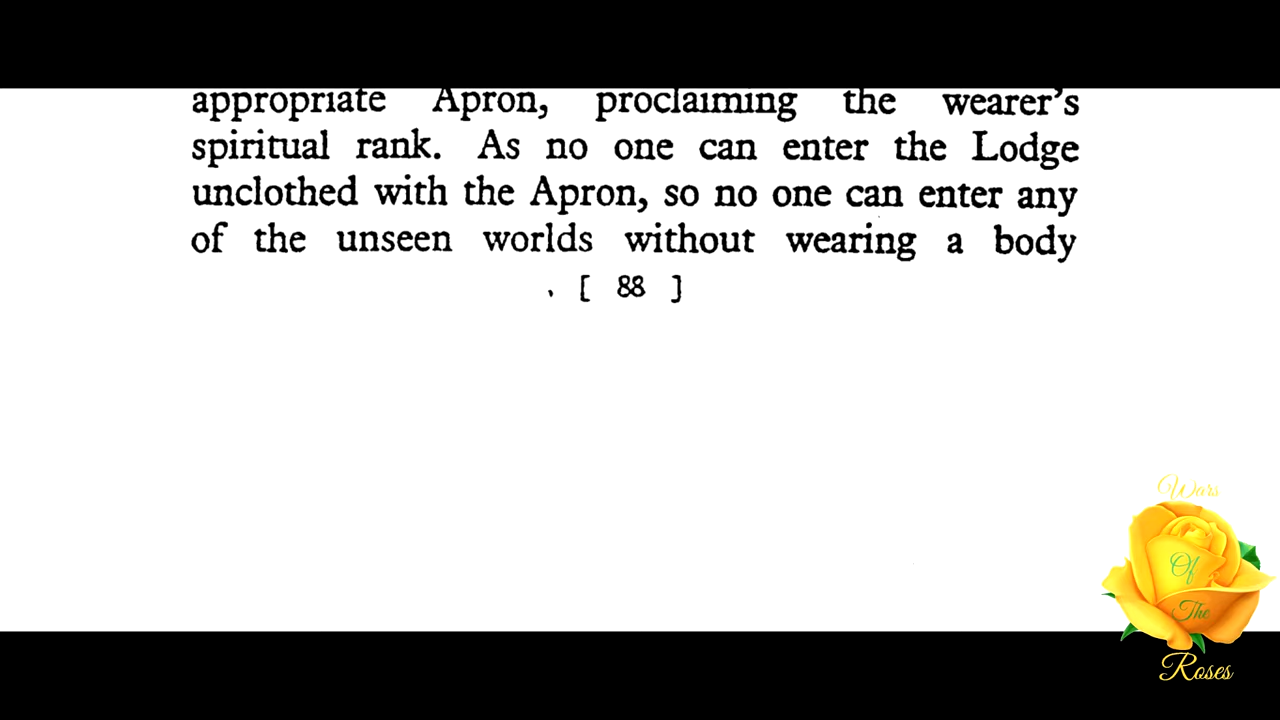 appropriate Apron, proclaiming the wearer's
spiritual rank. As no one can enter the Lodge
unclothed with the Apron, so no one can enter any
of the unseen worlds without wearing a body
. [ 88 ]
Wars
Of
The
Roses